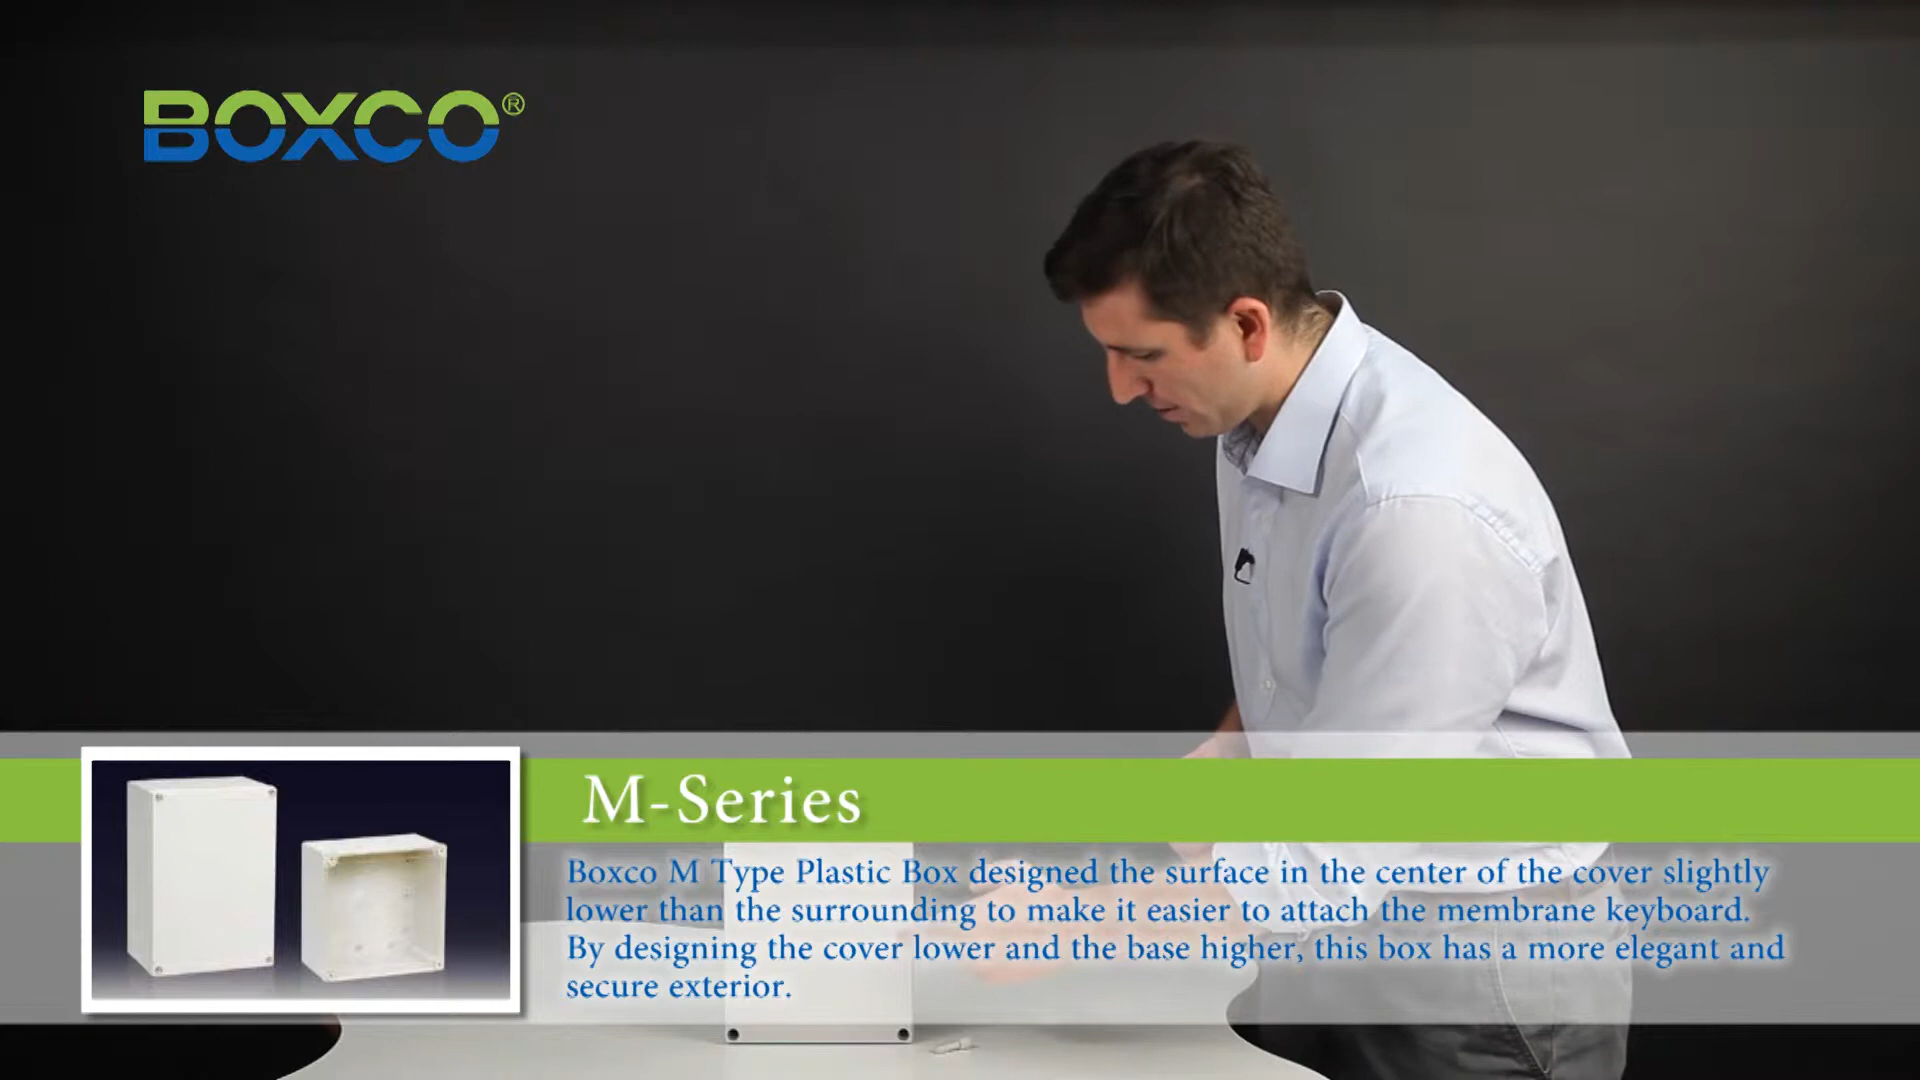 BOXCO®
M-Series
Boxco M Type Plastic Box designed the surface in the center of the cover slightly
lower than the surrounding to make it easier to attach the membrane keyboard.
By designing the cover lower and the base higher, this box has a more elegant and
secure exterior.